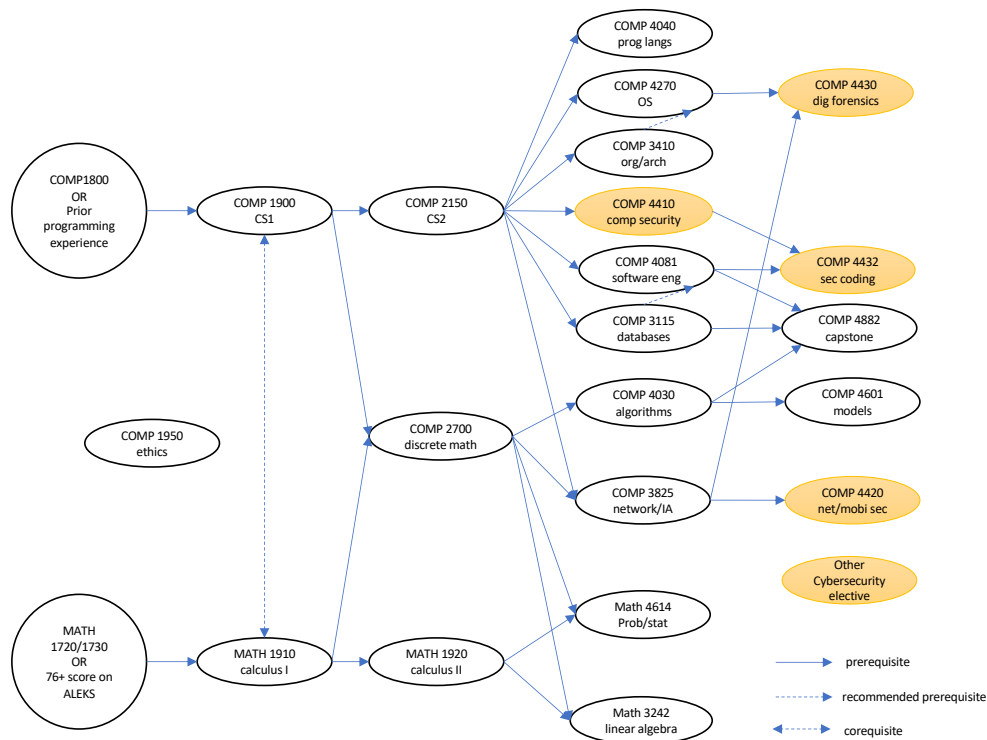 COMP 4040
prog langs
COMP 4270
OS
COMP 4430
dig forensics
COMP 3410
org/arch
COMP1800
OR
Prior
programming
experience
COMP 1900
CS1
COMP 2150
CS2
COMP 4410
comp security
COMP 4081
software eng
COMP 4432
sec coding
COMP 3115
databases
COMP 4882
capstone
COMP 4030
algorithms
COMP 4601
models
COMP 1950
ethics
COMP 2700
discrete math
COMP 3825
network/IA
COMP 4420
net/mobi sec
Other
Cybersecurity
elective
Math 4614
Prob/stat
MATH
1720/1730
OR
76+ score on
ALEKS
MATH 1910
calculus I
MATH 1920
calculus II
Math 3242
linear algebra
prerequisite
recommended prerequisite
corequisite